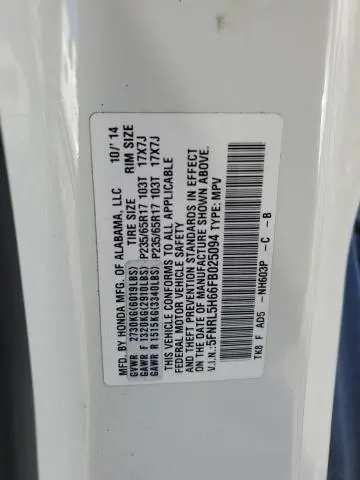 MFD. BY HONDA MFG. OF ALABAMA, LLC 10/'14
TIRE SIZE RIM SIZE
GVWR 2730KG(6019LBS)
GAWR F 1320KG(2910LBS) P235/65R17 103T 17X7J
GAWR R 1515KG(3340LBS) P235/65R17 103T 17X7J
THIS VEHICLE CONFORMS TO ALL APPLICABLE
FEDERAL MOTOR VEHICLE SAFETY
AND THEFT PREVENTION STANDARDS IN EFFECT
ON THE DATE OF MANUFACTURE SHOWN ABOVE.
V.I.N.:5FNRL5H66FB025094 TYPE: MPV
TK8 F AD5 -NH603P -C -B